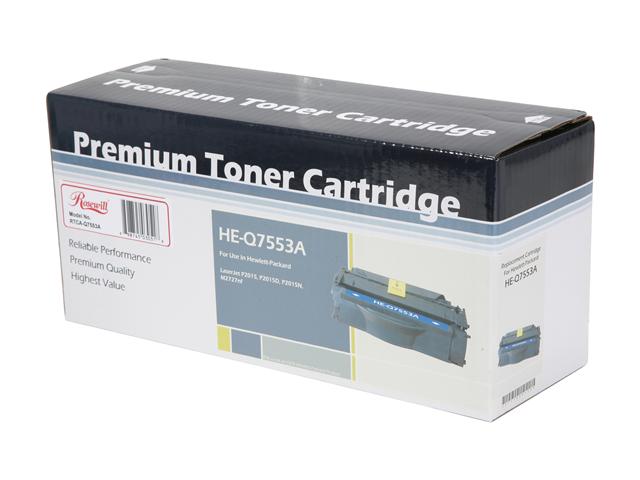 Premium Toner Cartridge
Premium Toner Cartridge
Rosewill
Model No.
RTCA-Q7553A
Reliable Performance
Premium Quality
Highest Value
HE-Q7553A
For Use in Hewlett-Packard
LaserJet P2015, P2015D, P2015N,
M2727nf
HE-Q7553A
Replacement Cartridge
For Hewlett-Packard
HE-Q7553A